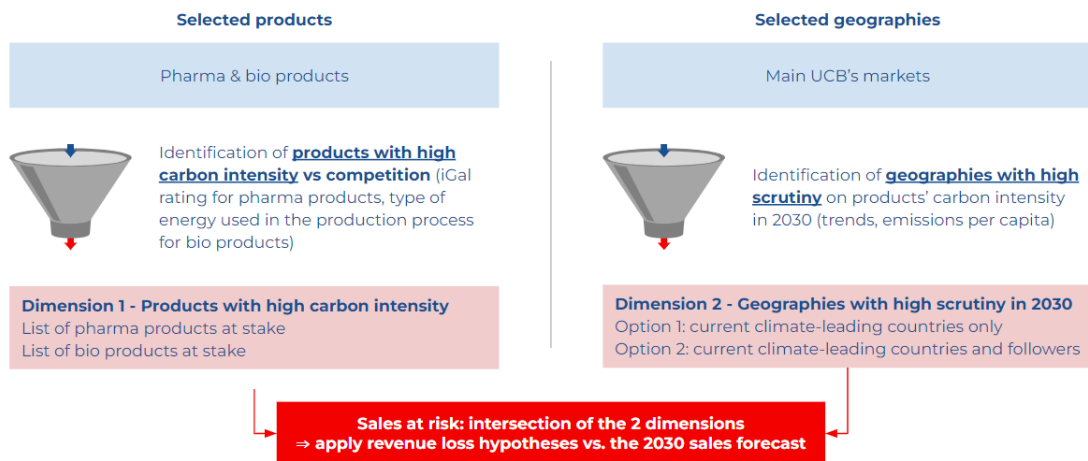 Selected products
Pharma & bio products
Identification of products with high
carbon intensity vs competition (iGal
rating for pharma products, type of
energy used in the production process
for bio products)
Dimension 1 - Products with high carbon intensity
List of pharma products at stake
List of bio products at stake
Selected geographies
Main UCB's markets
Identification of geographies with high
scrutiny on products' carbon intensity
in 2030 (trends, emissions per capita)
Dimension 2 - Geographies with high scrutiny in 2030
Option 1: current climate-leading countries only
Option 2: current climate-leading countries and followers
Sales at risk: intersection of the 2 dimensions
⇒ apply revenue loss hypotheses vs. the 2030 sales forecast